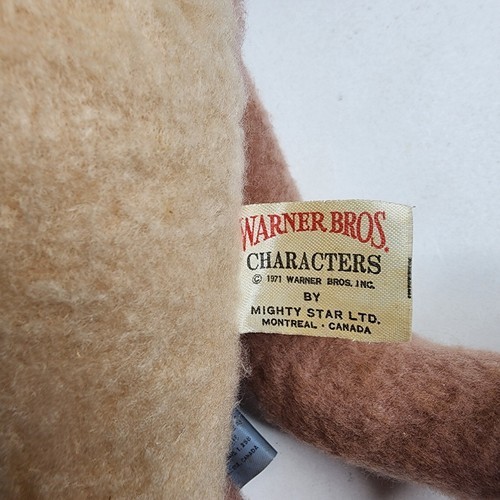 WARNER BROS.
CHARACTERS
© 1971 WARNER BROS. INC.
BY
MIGHTY STAR LTD.
MONTREAL · CANADA